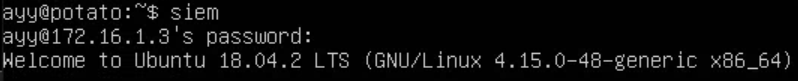 ayy@potato:~$ siem
ayy@172.16.1.3's password:
Welcome to Ubuntu 18.04.2 LTS (GNU/Linux 4.15.0-48-generic x86_64)